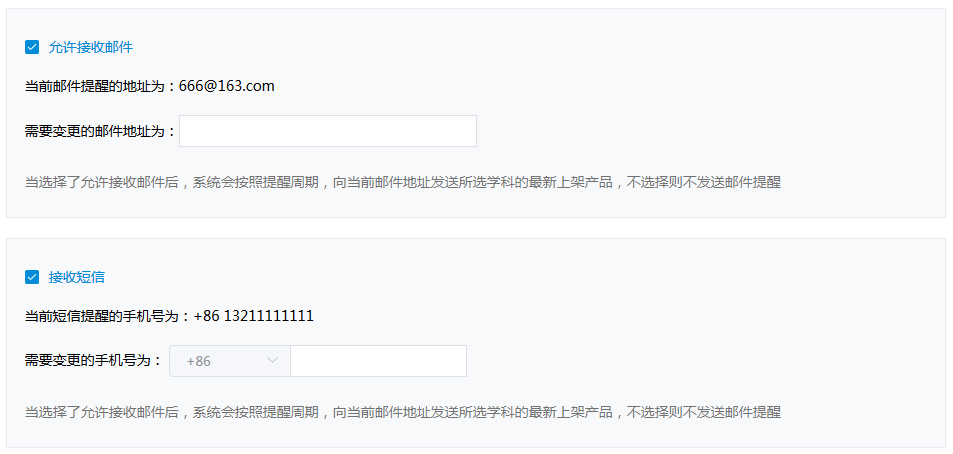 允许接收邮件
当前邮件提醒的地址为：666@163.com
需要变更的邮件地址为：
当选择了允许接收邮件后，系统会按照提醒周期，向当前邮件地址发送所选学科的最新上架产品，不选择则不发送邮件提醒
接收短信
当前短信提醒的手机号为：+86 13211111111
需要变更的手机号为： +86
当选择了允许接收邮件后，系统会按照提醒周期，向当前邮件地址发送所选学科的最新上架产品，不选择则不发送邮件提醒